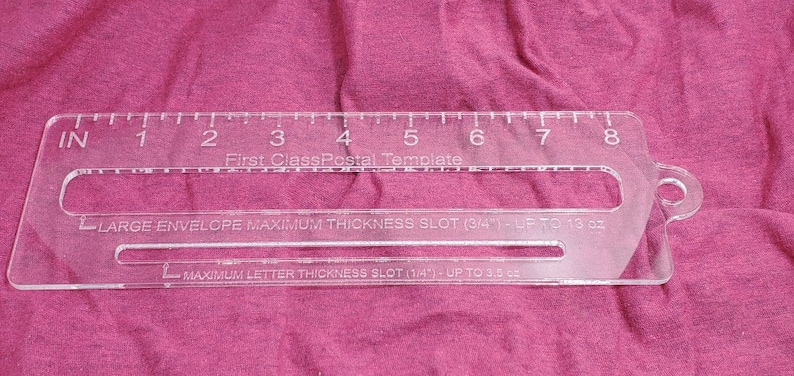 IN 1 2 3 4 5 6 7 8
First ClassPostal Template
LARGE ENVELOPE MAXIMUM THICKNESS SLOT (3/4") - UP TO 13 oz
MAXIMUM LETTER THICKNESS SLOT (1/4") - UP TO 3.5 oz